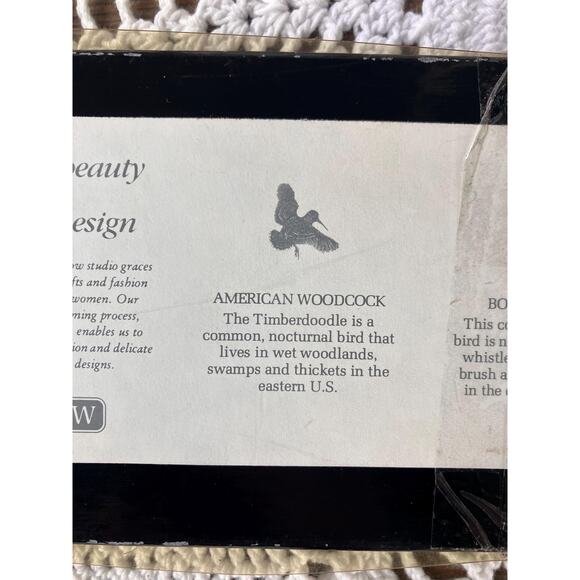 eauty
esign
ow studio graces
fts and fashion
women. Our
ming process,
enables us to
ion and delicate
designs.
W
AMERICAN WOODCOCK
The Timberdoodle is a
common, nocturnal bird that
lives in wet woodlands,
swamps and thickets in the
eastern U.S.
BO
This co
bird is n
whistle
brush a
in the